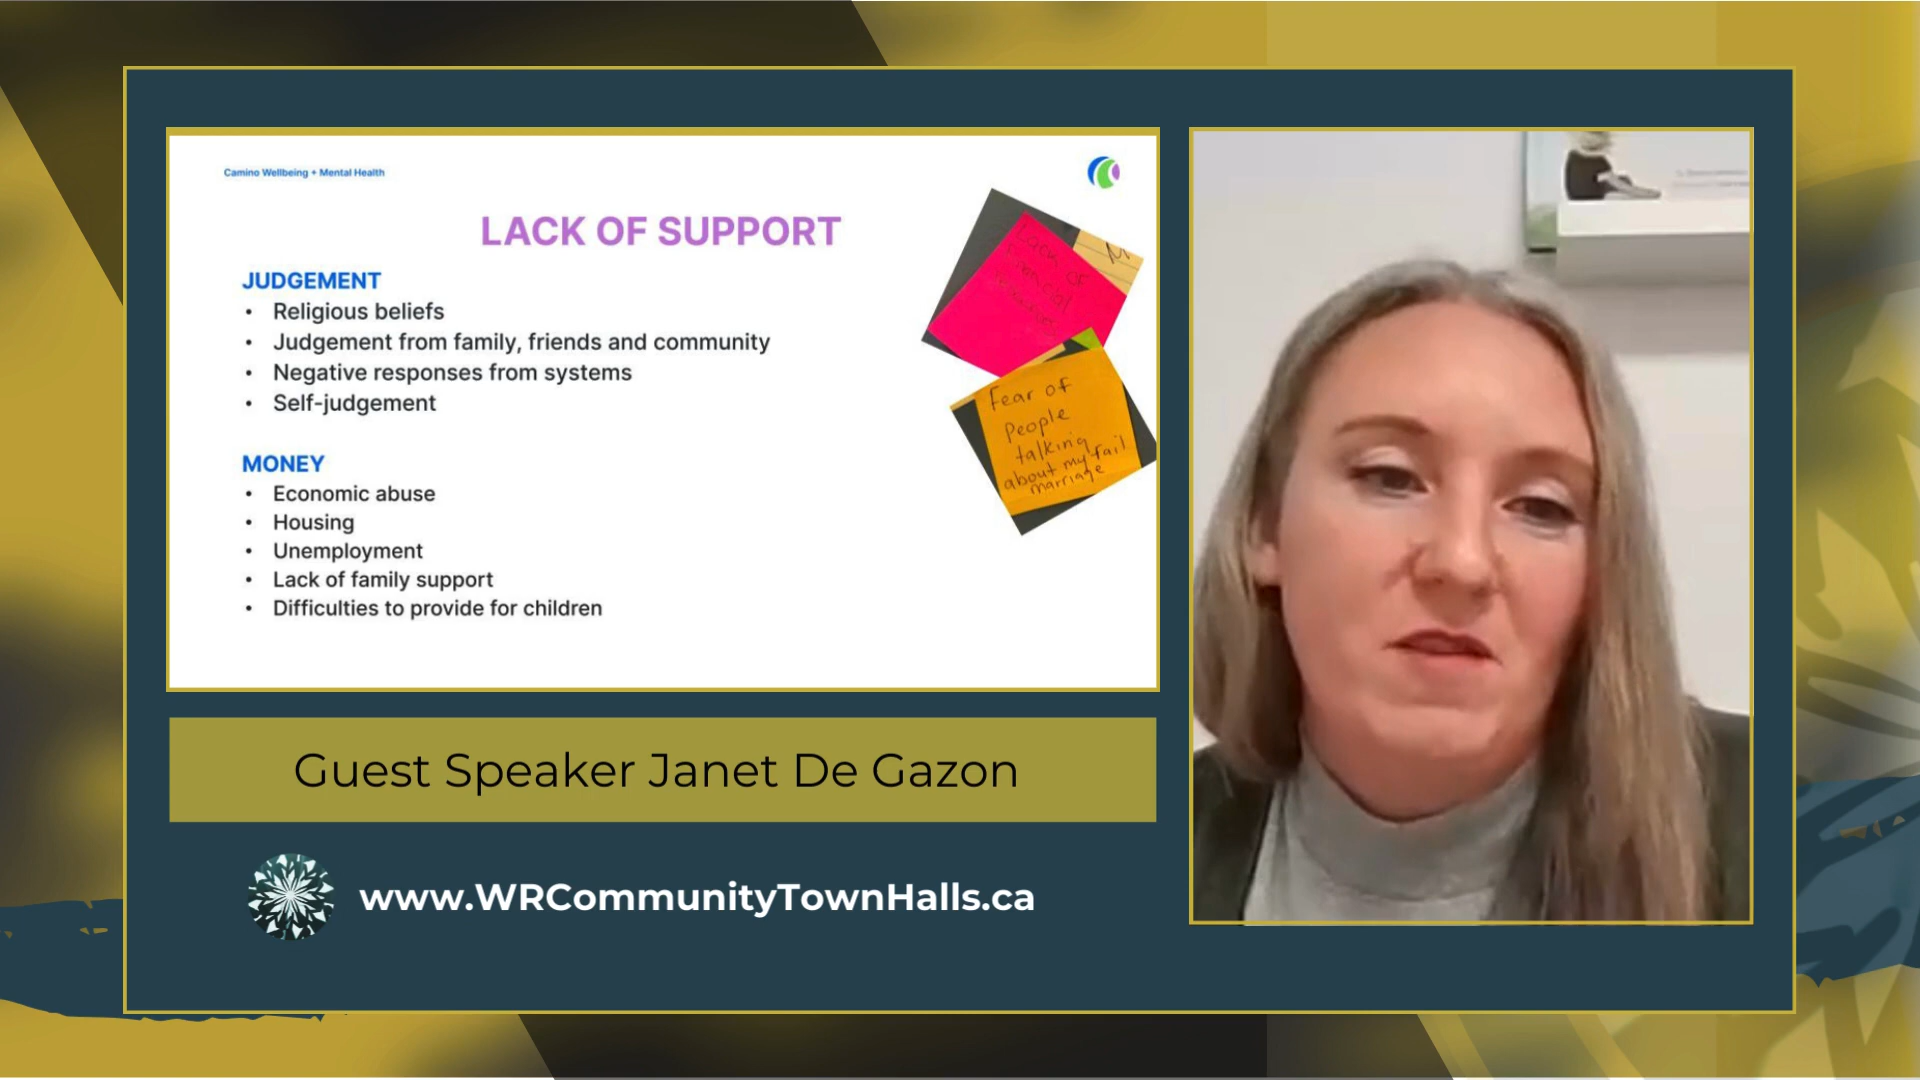 Camino Wellbeing + Mental Health
LACK OF SUPPORT
JUDGEMENT
• Religious beliefs
• Judgement from family, friends and community
• Negative responses from systems
• Self-judgement
MONEY
• Economic abuse
• Housing
• Unemployment
• Lack of family support
• Difficulties to provide for children
Lack of
Fear of
People
talking
about my fail
marriage
Guest Speaker Janet De Gazon
www.WRCommunityTownHalls.ca